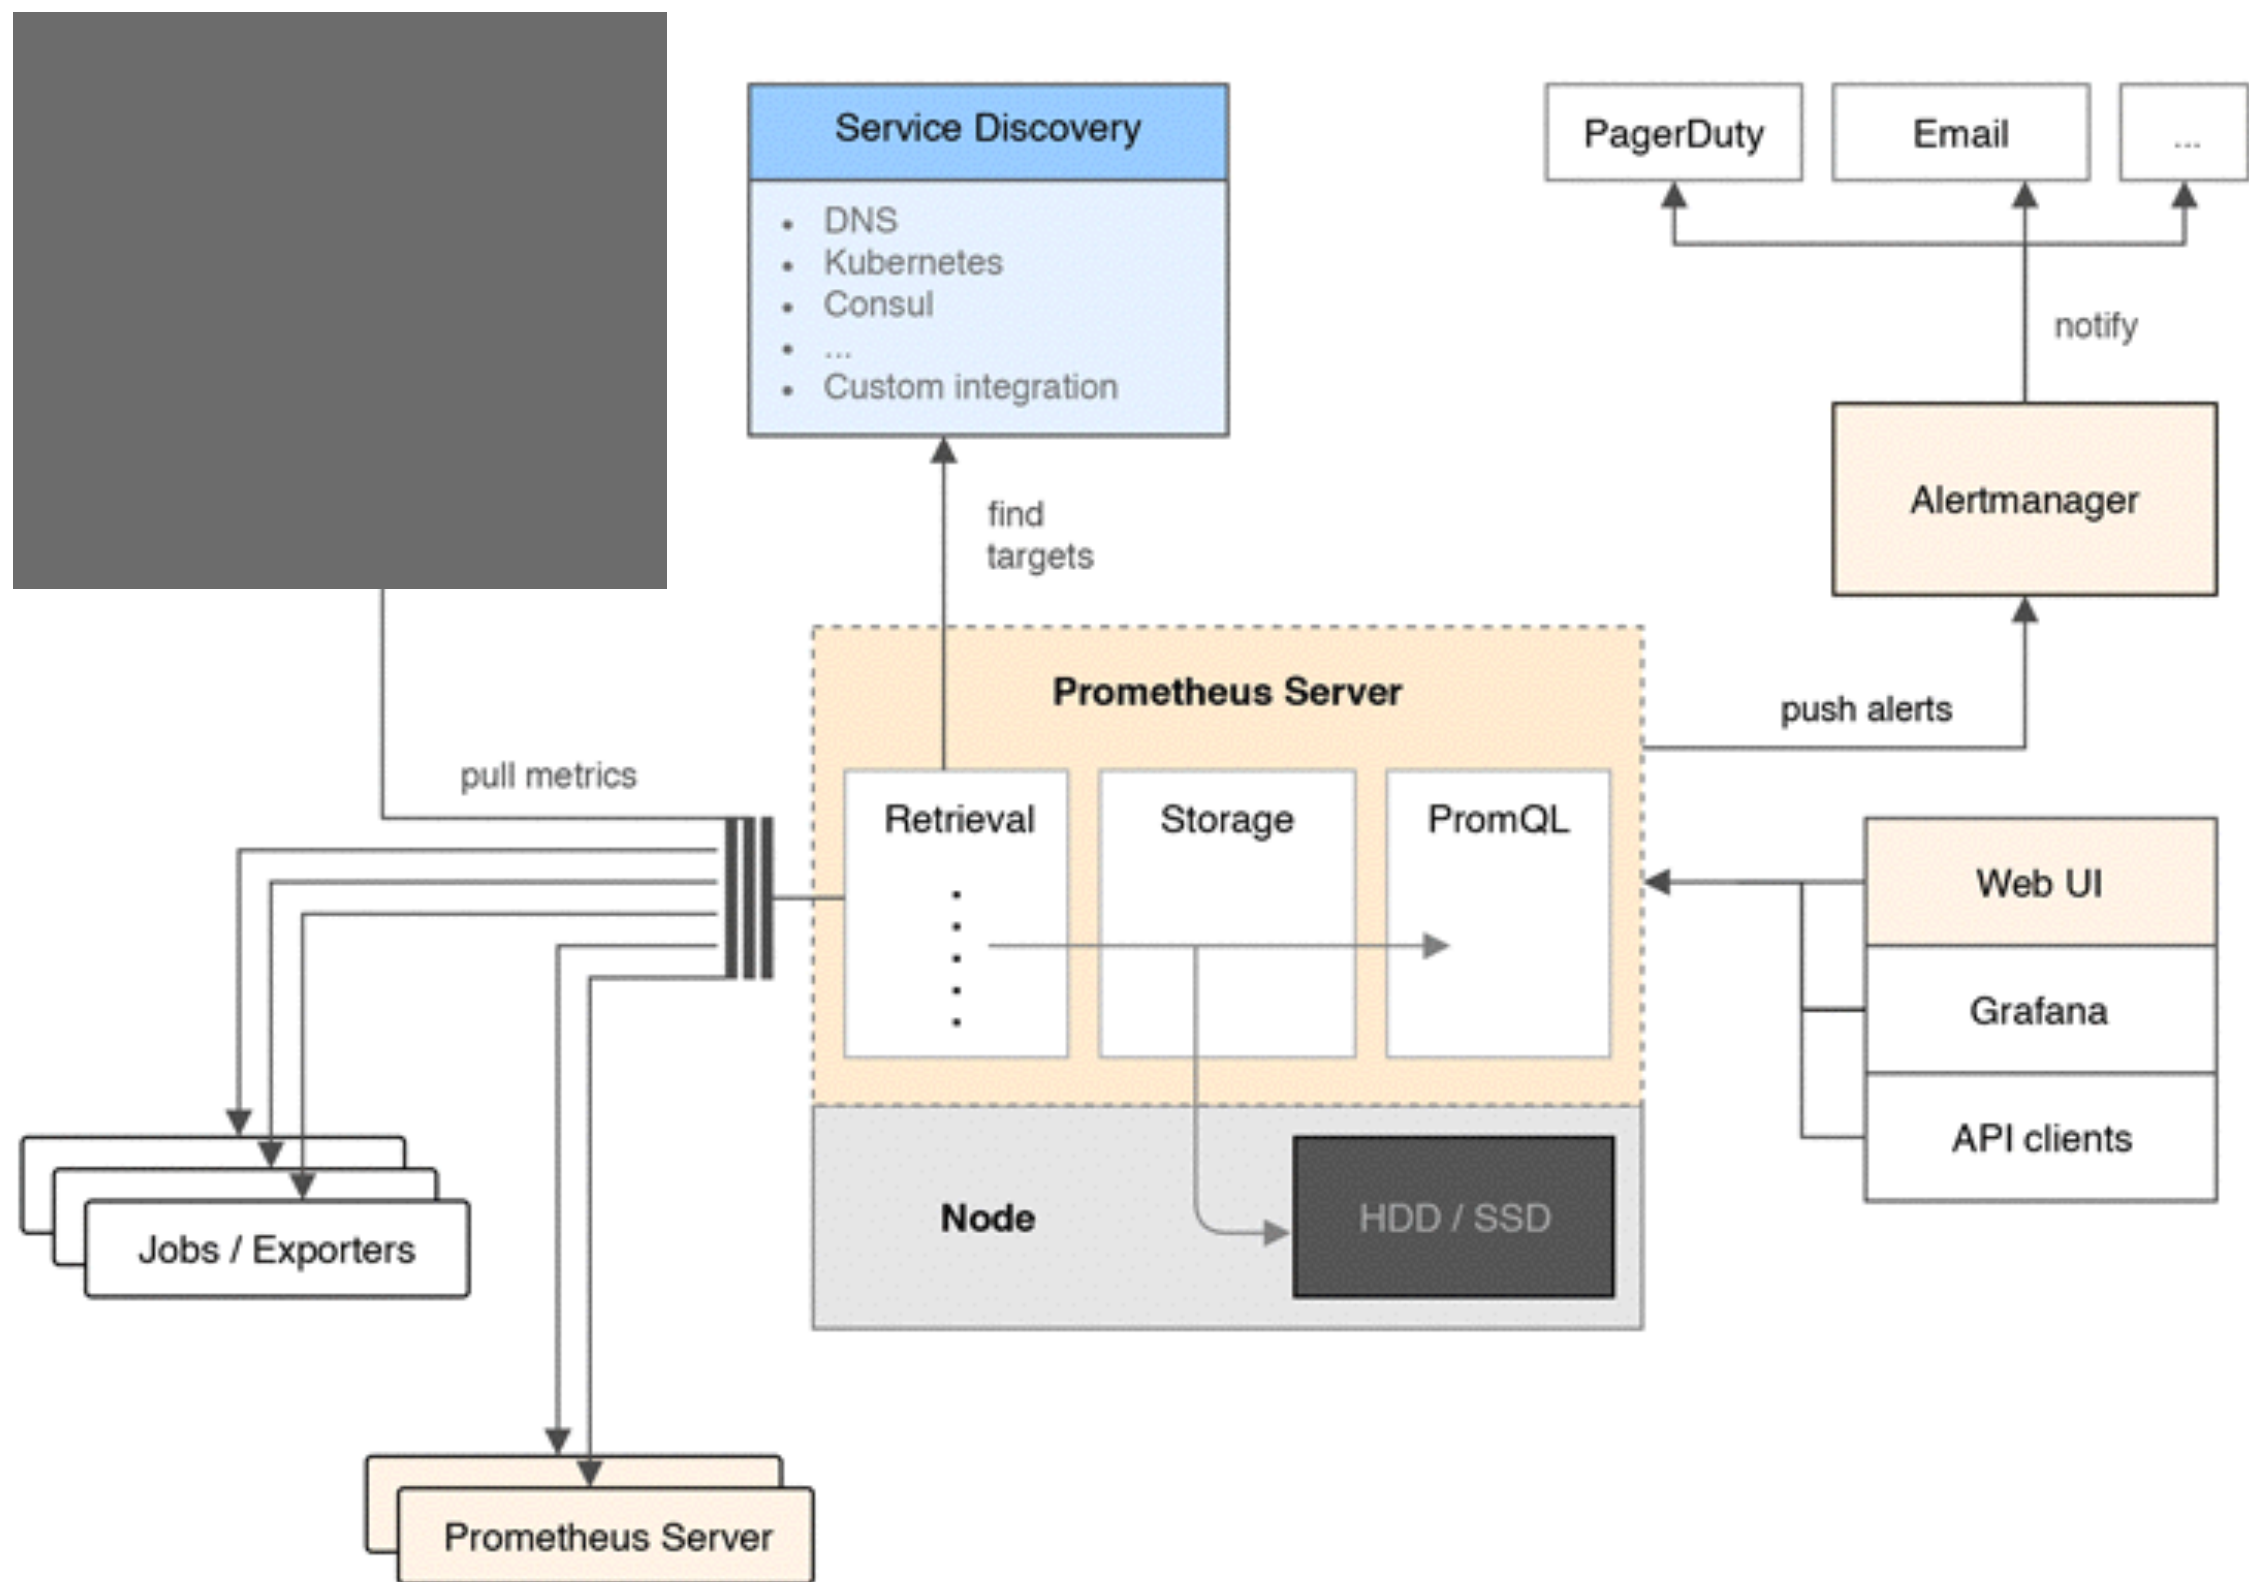 Service Discovery
• DNS
• Kubernetes
• Consul
• ...
• Custom integration
PagerDuty
Email
...
notify
Alertmanager
find
targets
Prometheus Server
push alerts
pull metrics
Retrieval
Storage
PromQL
Web UI
Grafana
API clients
Node
HDD / SSD
Jobs / Exporters
Prometheus Server